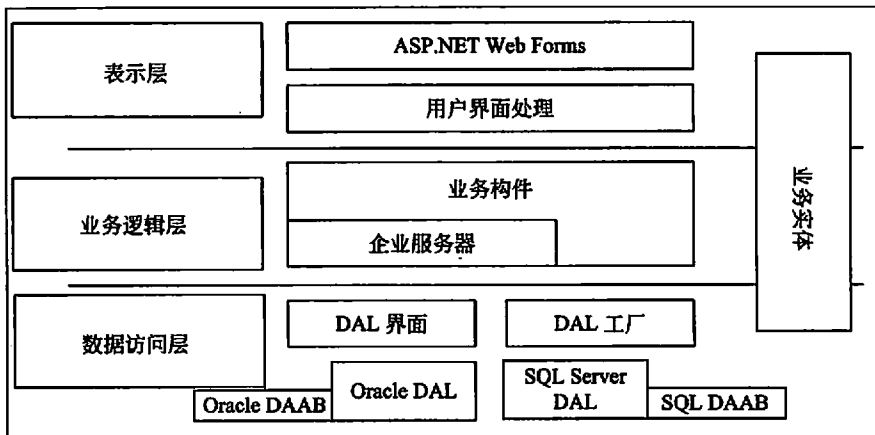 表示层
ASP.NET Web Forms
用户界面处理
业务逻辑层
业务构件
企业服务器
业务实体
数据访问层
DAL 界面
DAL 工厂
Oracle DAAB
Oracle DAL
SQL Server
DAL
SQL DAAB